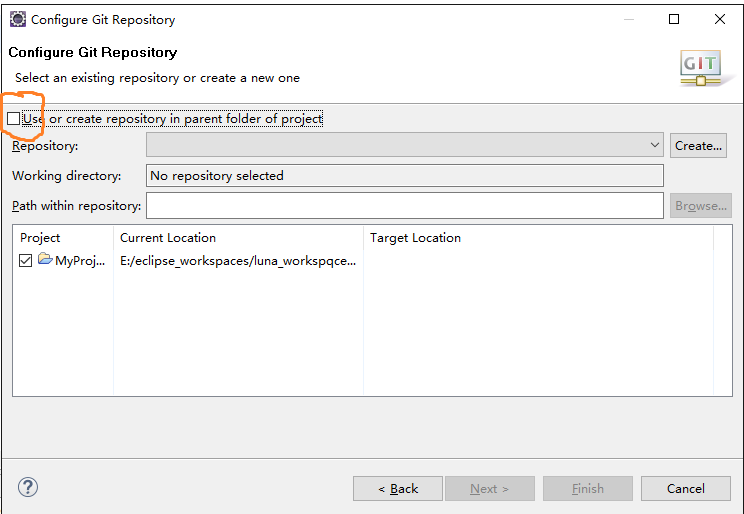 Configure Git Repository
Configure Git Repository
Select an existing repository or create a new one
GIT
Use or create repository in parent folder of project
Repository:
Create...
Working directory: No repository selected
Path within repository:
Browse...
Project Current Location Target Location
MyProj... E:/eclipse_workspaces/luna_workspqce...
?
< Back Next > Finish Cancel